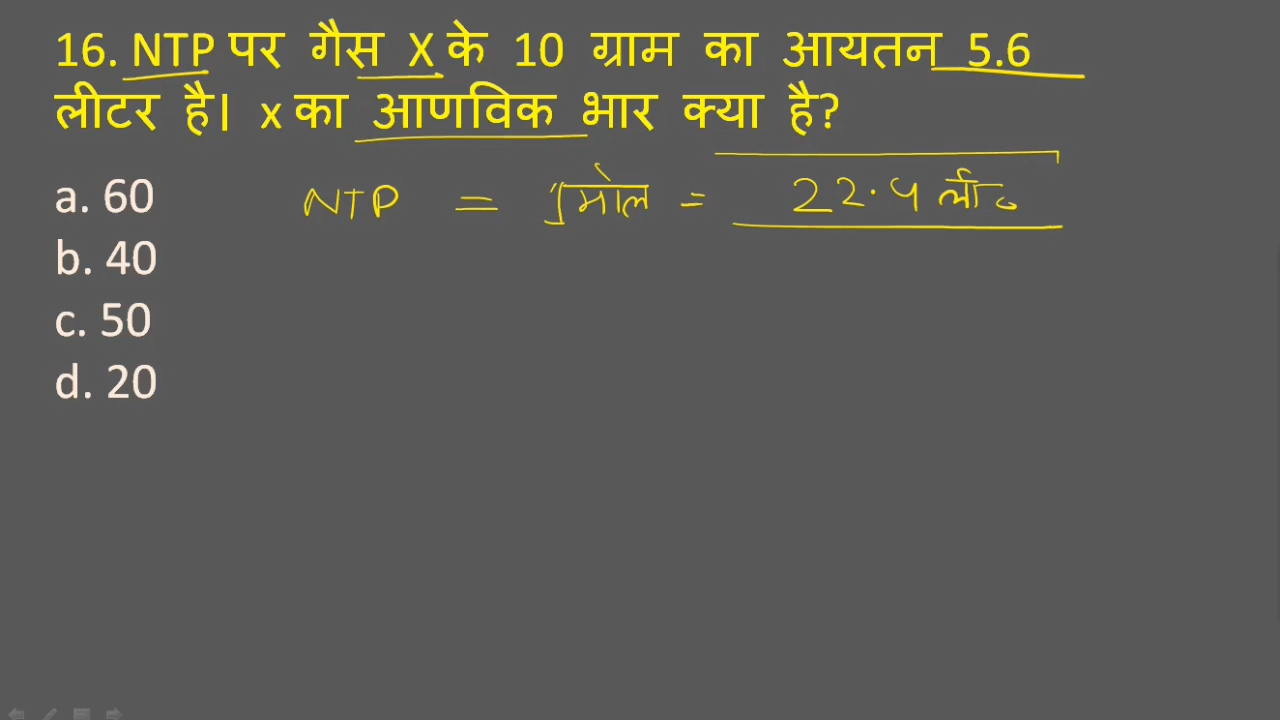 16. NTP पर गैस X के 10 ग्राम का आयतन 5.6
लीटर है। x का आणविक भार क्या है?
a. 60
NTP = 1 मोल = 22.4 ली०
b. 40
c. 50
d. 20